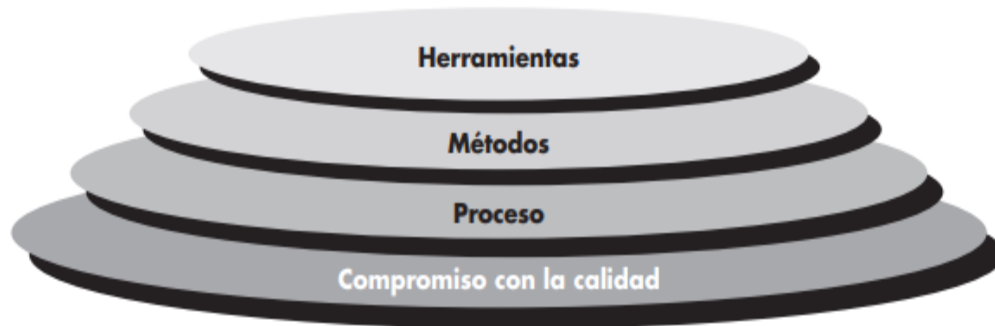 Herramientas
Métodos
Proceso
Compromiso con la calidad